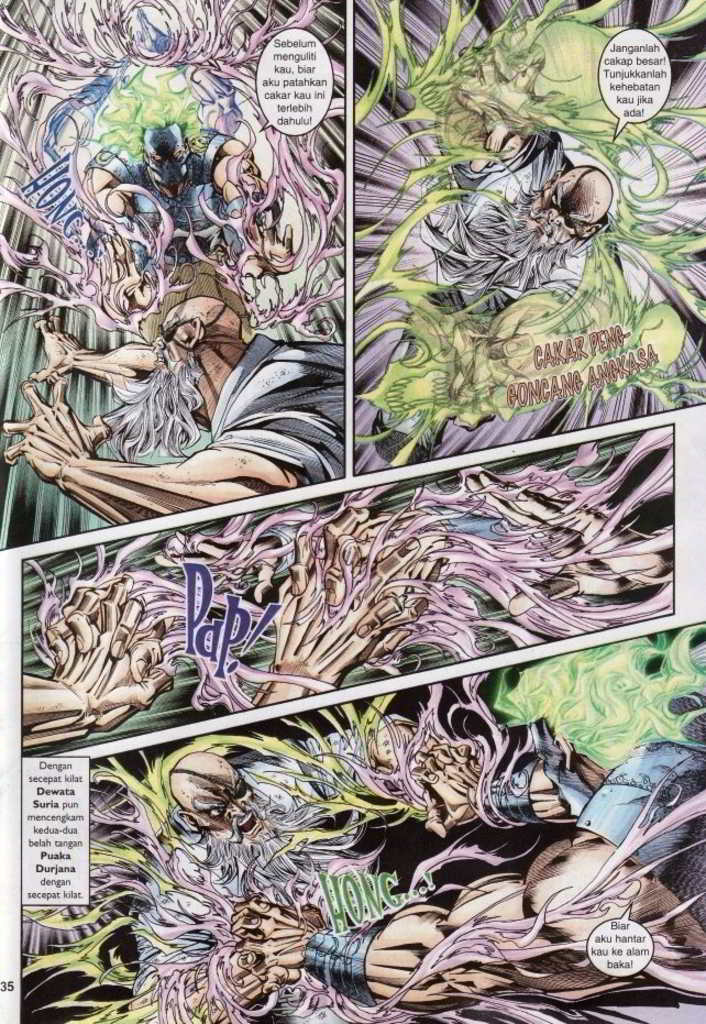 Sebelum
menguliti
kau, biar
aku patahkan
cakar kau ini
terlebih
dahulu!
HONG...!
Janganlah
cakap besar!
Tunjukkanlah
kehebatan
kau jika
ada!
CAKAR PENG-
GONCANG ANGKASA
Pap!
Dengan
secepat kilat
Dewata
Suria pun
mencengkam
kedua-dua
belah tangan
Puaka
Durjana
dengan
secepat kilat.
HONG...!
Biar
aku hantar
kau ke alam
baka!
35